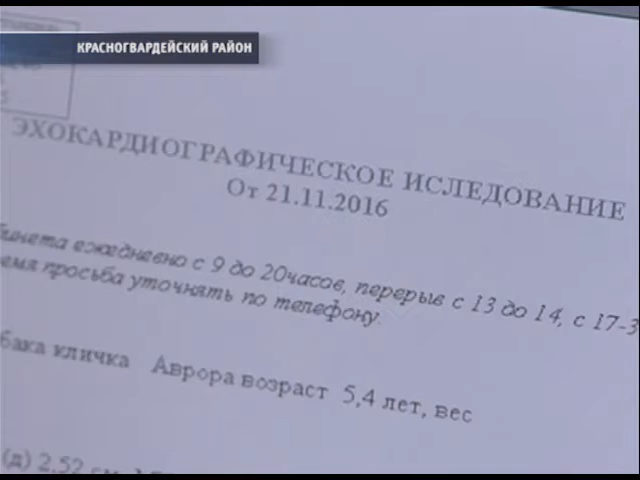 КРАСНОГВАРДЕЙСКИЙ РАЙОН
ЭХОКАРДИОГРАФИЧЕСКОЕ ИСЛЕДОВАНИЕ
От 21.11.2016
бинета ежедневно с 9 до 20часов, перерыв с 13 до 14, с 17-3
емя просьба уточнять по телефону.
бака кличка Аврора возраст 5,4 лет, вес
(д) 2,52 см